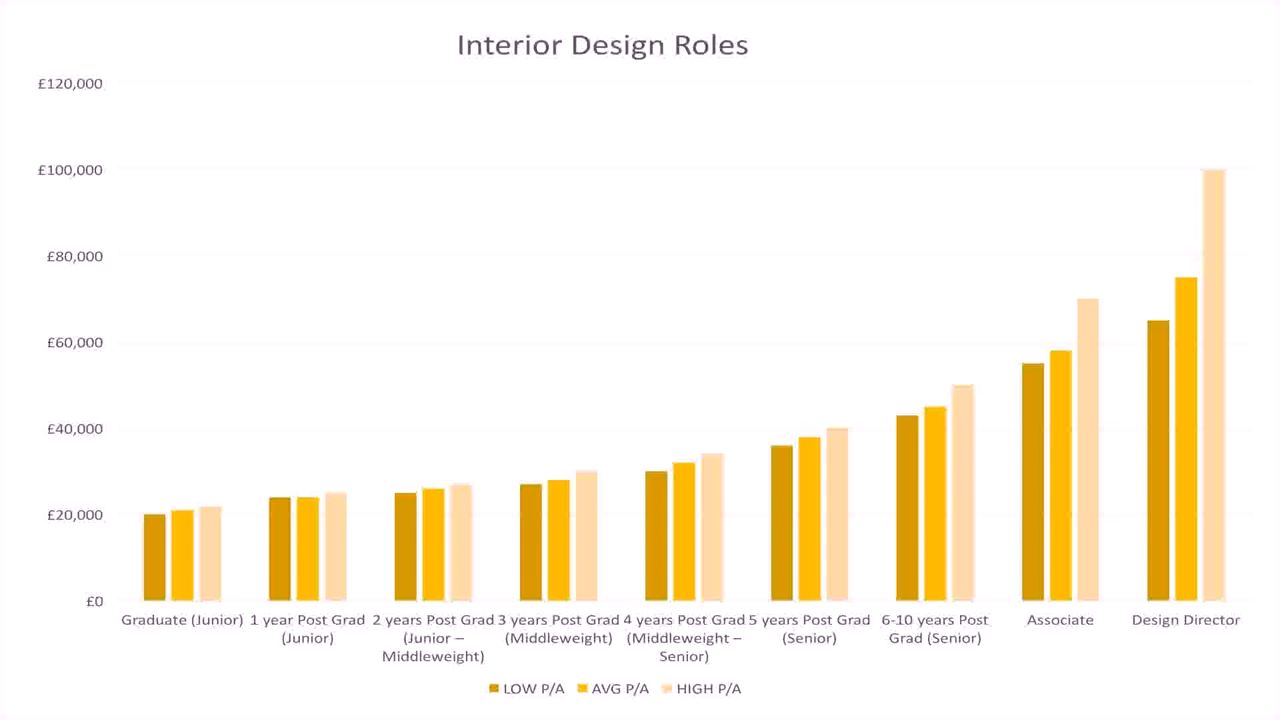 Interior Design Roles
£120,000
£100,000
£80,000
£60,000
£40,000
£20,000
£0
Graduate (Junior)
1 year Post Grad
(Junior)
2 years Post Grad
(Junior –
Middleweight)
3 years Post Grad
(Middleweight)
4 years Post Grad
(Middleweight –
Senior)
5 years Post Grad
(Senior)
6-10 years Post
Grad (Senior)
Associate
Design Director
LOW P/A AVG P/A HIGH P/A